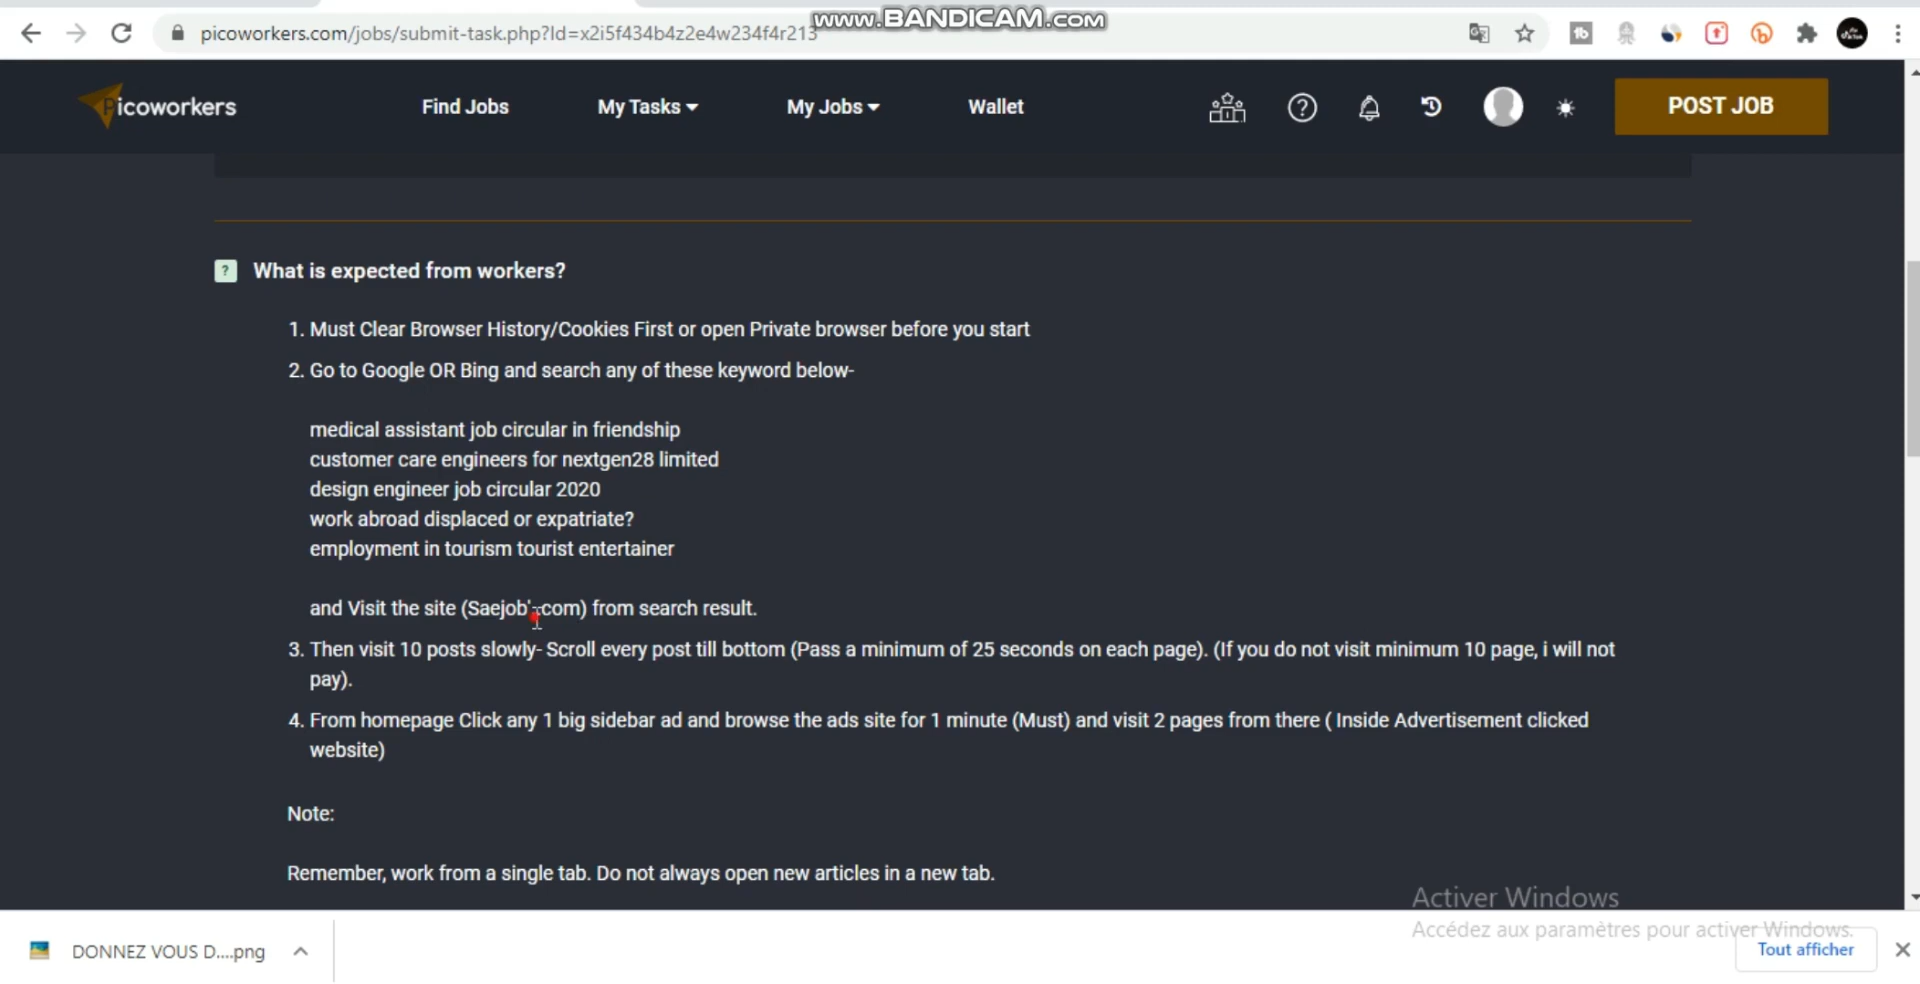 www.BANDICAM.com
picoworkers.com/jobs/submit-task.php?Id=x2i5f434b4z2e4w234f4r213
Picoworkers
Find Jobs
My Tasks
My Jobs
Wallet
POST JOB
? What is expected from workers?
1. Must Clear Browser History/Cookies First or open Private browser before you start
2. Go to Google OR Bing and search any of these keyword below-
medical assistant job circular in friendship
customer care engineers for nextgen28 limited
design engineer job circular 2020
work abroad displaced or expatriate?
employment in tourism tourist entertainer
and Visit the site (Saejob .com) from search result.
3. Then visit 10 posts slowly- Scroll every post till bottom (Pass a minimum of 25 seconds on each page). (If you do not visit minimum 10 page, i will not
pay).
4. From homepage Click any 1 big sidebar ad and browse the ads site for 1 minute (Must) and visit 2 pages from there ( Inside Advertisement clicked
website)
Note:
Remember, work from a single tab. Do not always open new articles in a new tab.
Activer Windows
Accédez aux paramètres pour activer Windows.
DONNEZ VOUS D....png
Tout afficher